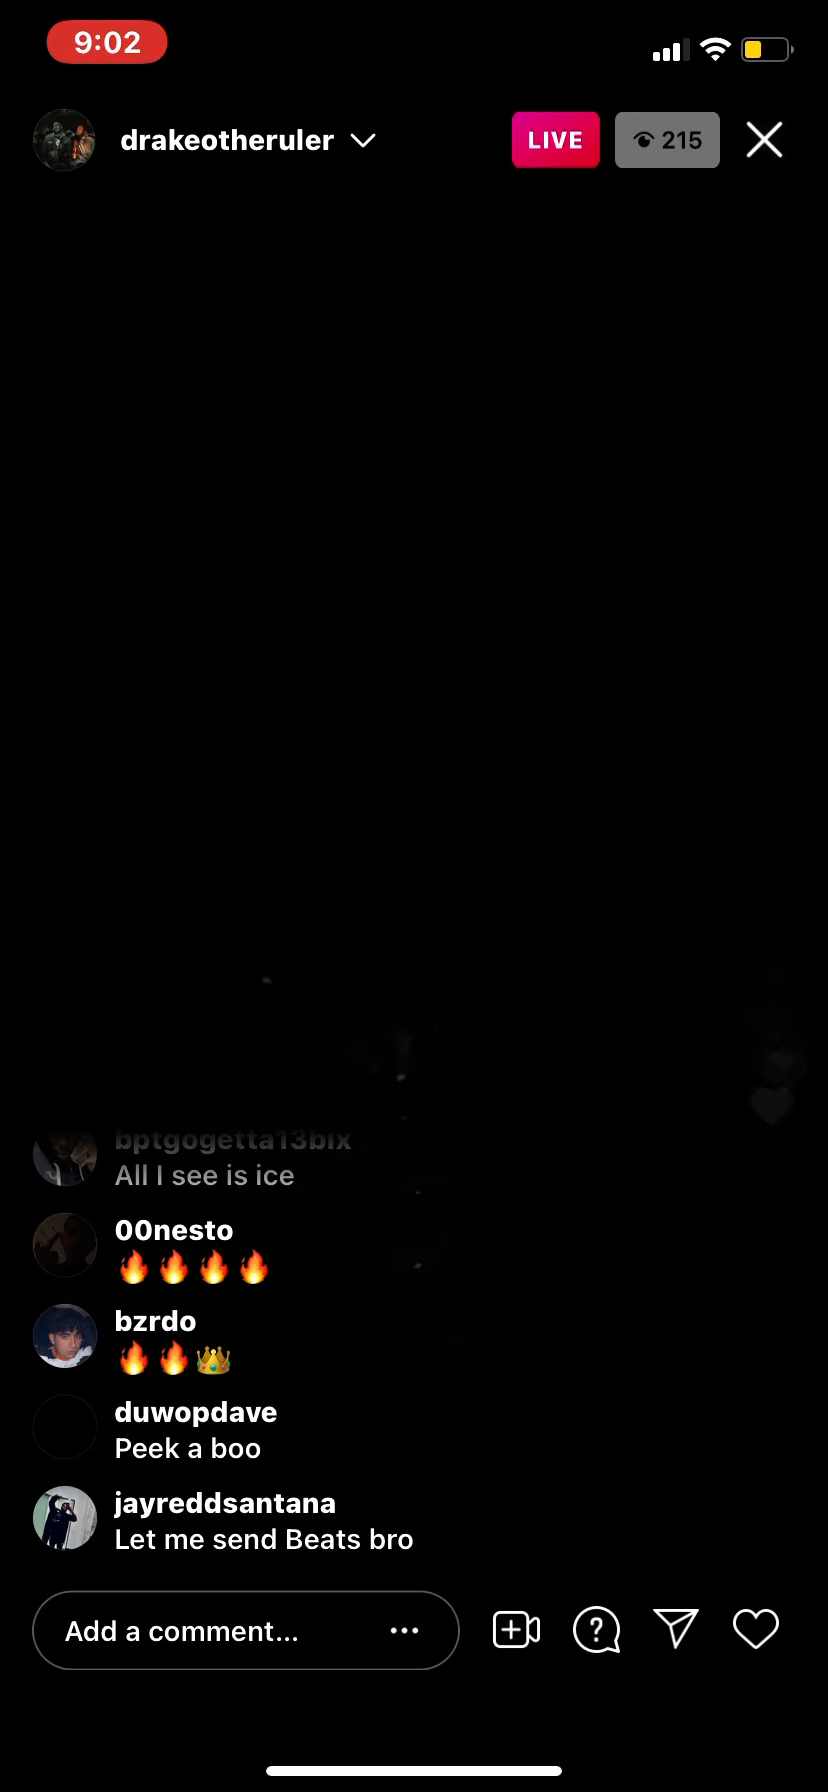 9:02
drakeotheruler
LIVE
215
bptgogetta13blx
All I see is ice
00nesto
🔥🔥🔥🔥
bzrdo
🔥🔥👑
duwopdave
Peek a boo
jayreddsantana
Let me send Beats bro
Add a comment...